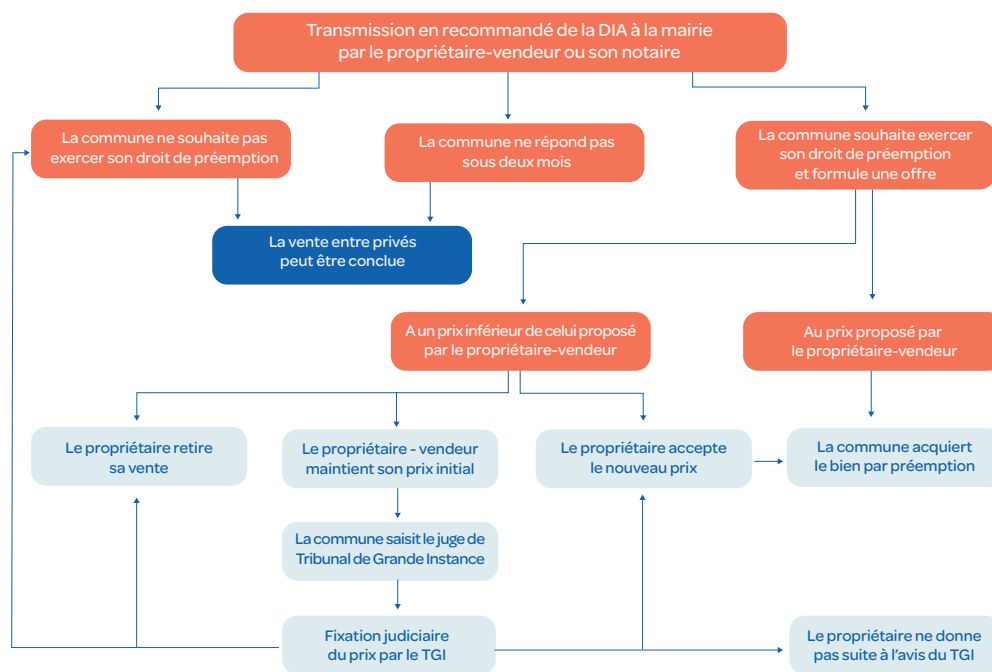 Transmission en recommandé de la DIA à la mairie
par le propriétaire-vendeur ou son notaire
La commune ne souhaite pas
exercer son droit de préemption
La commune ne répond pas
sous deux mois
La commune souhaite exercer
son droit de préemption
et formule une offre
La vente entre privés
peut être conclue
A un prix inférieur de celui proposé
par le propriétaire-vendeur
Au prix proposé par
le propriétaire-vendeur
Le propriétaire retire
sa vente
Le propriétaire - vendeur
maintient son prix initial
Le propriétaire accepte
le nouveau prix
La commune acquiert
le bien par préemption
La commune saisit le juge de
Tribunal de Grande Instance
Fixation judiciaire
du prix par le TGI
Le propriétaire ne donne
pas suite à l'avis du TGI